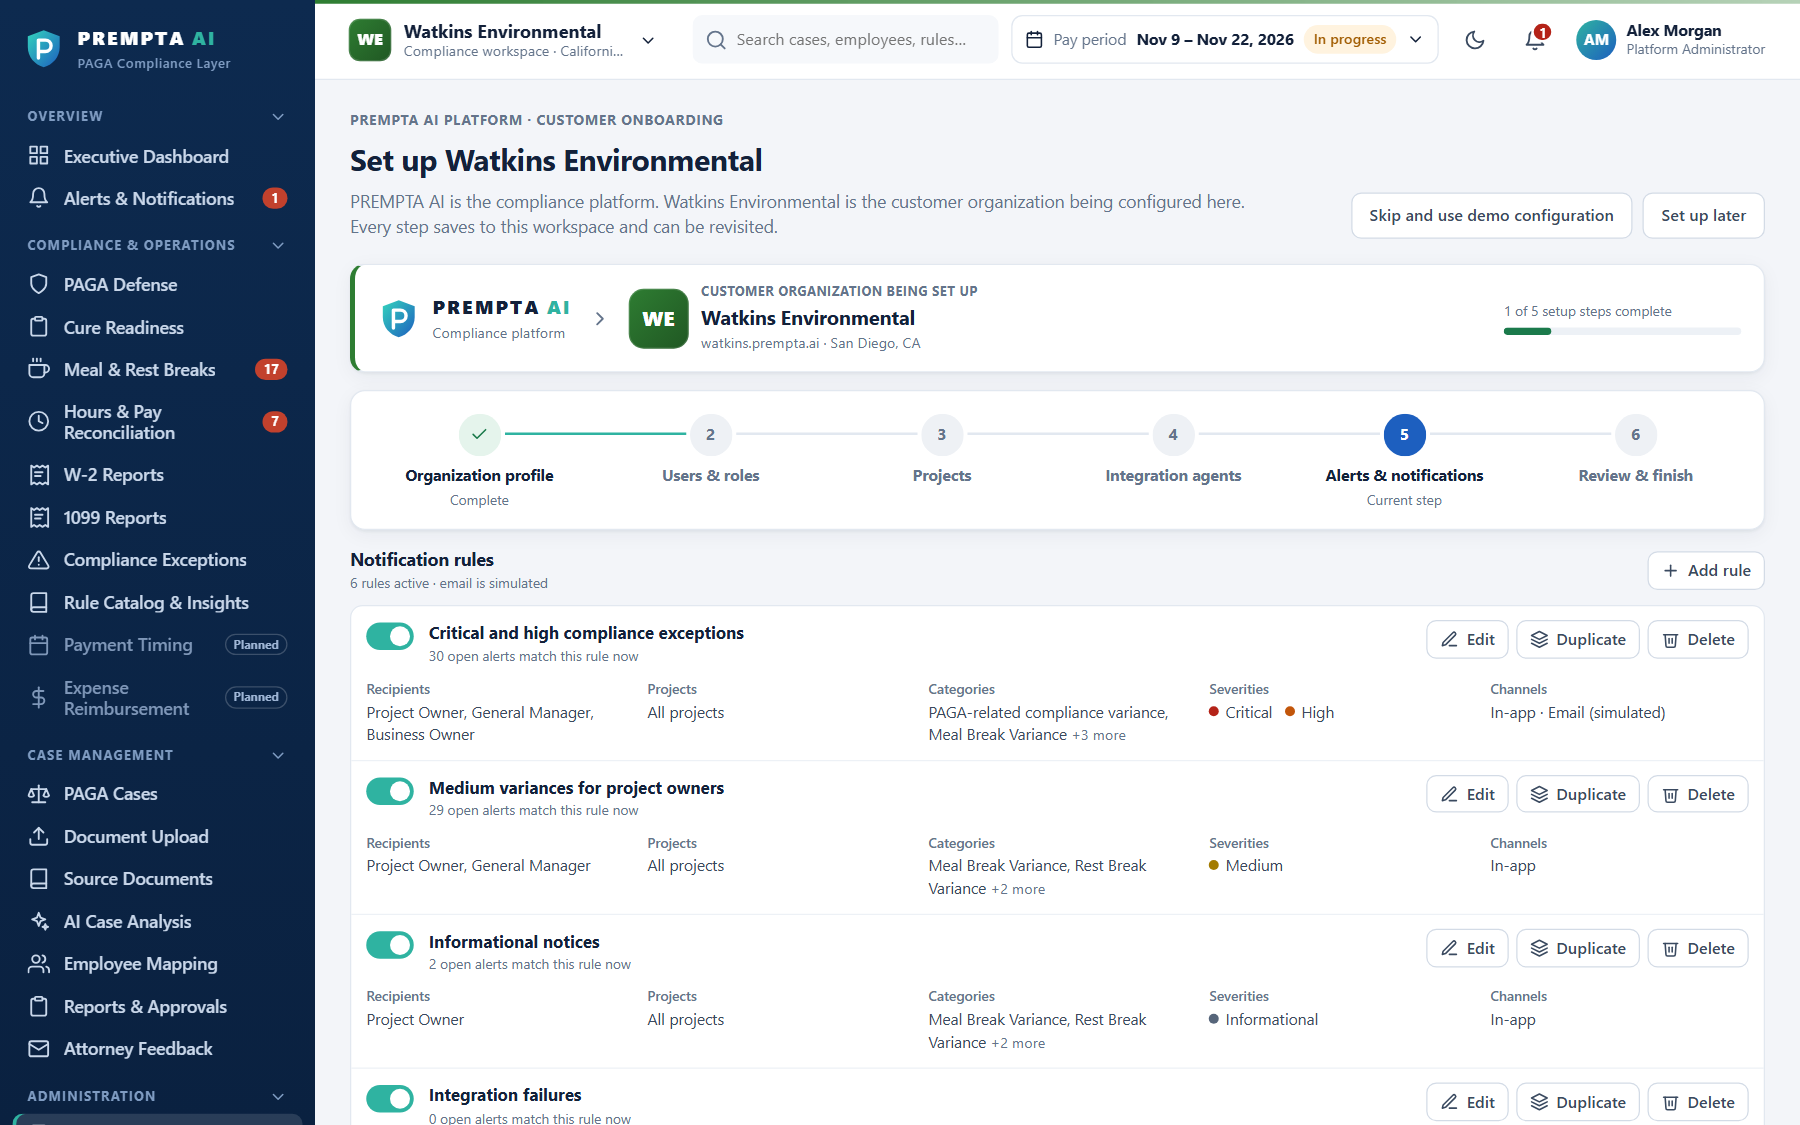 PREMPTA AI
PAGA Compliance Layer
OVERVIEW
Executive Dashboard
Alerts & Notifications
1
COMPLIANCE & OPERATIONS
PAGA Defense
Cure Readiness
Meal & Rest Breaks
17
Hours & Pay
Reconciliation
7
W-2 Reports
1099 Reports
Compliance Exceptions
Rule Catalog & Insights
Payment Timing
Planned
Expense
Reimbursement
Planned
CASE MANAGEMENT
PAGA Cases
Document Upload
Source Documents
AI Case Analysis
Employee Mapping
Reports & Approvals
Attorney Feedback
ADMINISTRATION
WE
Watkins Environmental
Compliance workspace · Californi...
Search cases, employees, rules...
Pay period Nov 9 – Nov 22, 2026 In progress
1
AM
Alex Morgan
Platform Administrator
PREMPTA AI PLATFORM · CUSTOMER ONBOARDING
Set up Watkins Environmental
PREMPTA AI is the compliance platform. Watkins Environmental is the customer organization being configured here.
Every step saves to this workspace and can be revisited.
Skip and use demo configuration
Set up later
PREMPTA AI
Compliance platform
WE
CUSTOMER ORGANIZATION BEING SET UP
Watkins Environmental
watkins.prempta.ai · San Diego, CA
1 of 5 setup steps complete
Organization profile
Complete
2
Users & roles
3
Projects
4
Integration agents
5
Alerts & notifications
Current step
6
Review & finish
Notification rules
6 rules active · email is simulated
Add rule
Critical and high compliance exceptions
30 open alerts match this rule now
Edit
Duplicate
Delete
Recipients
Project Owner, General Manager,
Business Owner
Projects
All projects
Categories
PAGA-related compliance variance,
Meal Break Variance +3 more
Severities
Critical High
Channels
In-app · Email (simulated)
Medium variances for project owners
29 open alerts match this rule now
Edit
Duplicate
Delete
Recipients
Project Owner, General Manager
Projects
All projects
Categories
Meal Break Variance, Rest Break
Variance +2 more
Severities
Medium
Channels
In-app
Informational notices
2 open alerts match this rule now
Edit
Duplicate
Delete
Recipients
Project Owner
Projects
All projects
Categories
Meal Break Variance, Rest Break
Variance +2 more
Severities
Informational
Channels
In-app
Integration failures
0 open alerts match this rule now
Edit
Duplicate
Delete